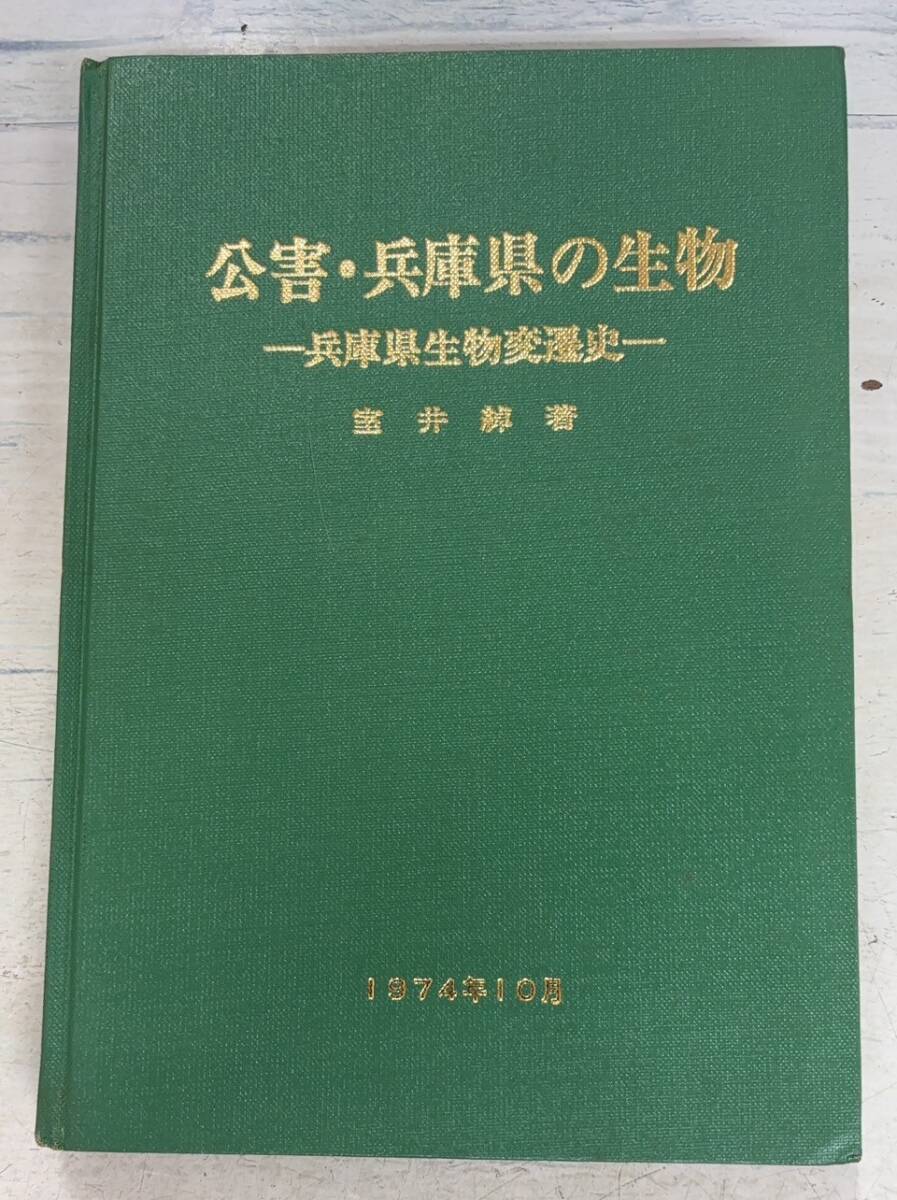 公害・兵庫県の生物
―兵庫県生物変遷史―
室井綽著
1974年10月